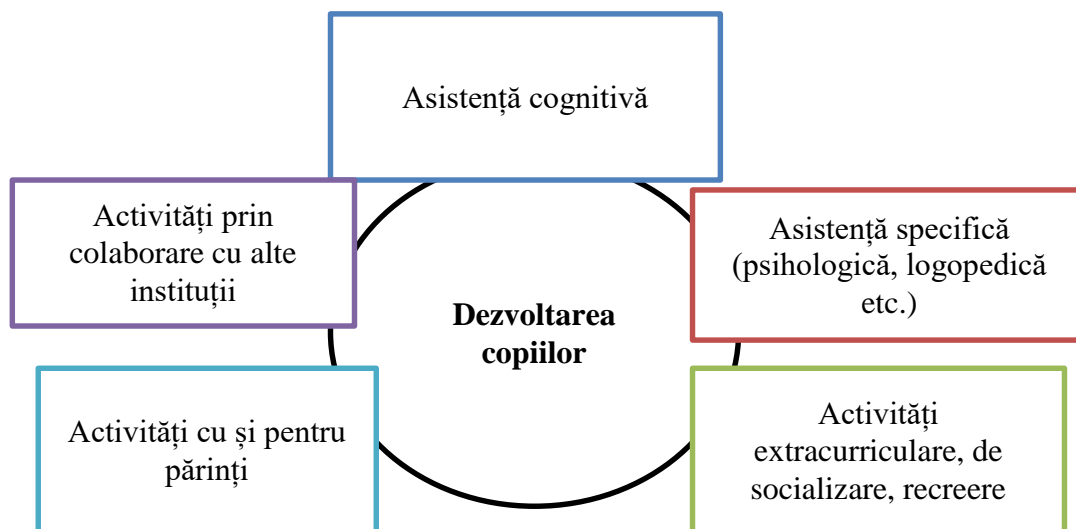 Asistență cognitivă
Activități prin
colaborare cu alte
instituții
Asistență specifică
(psihologică, logopedică
etc.)
Dezvoltarea
copiilor
Activități cu și pentru
părinți
Activități
extracurriculare, de
socializare, recreere